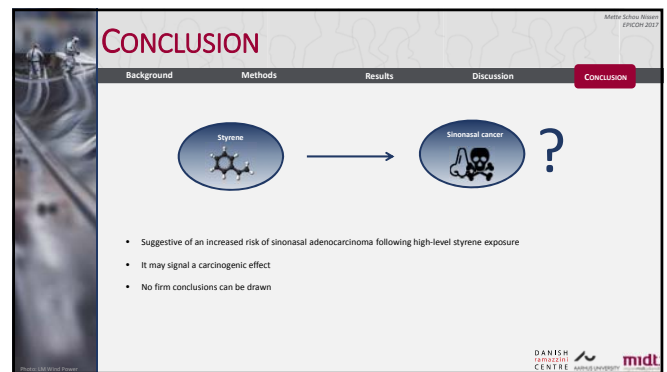 Mette Schou Nissen
EPICOH 2017
CONCLUSION
Background Methods Results Discussion CONCLUSION
Styrene
Sinonasal cancer
?
• Suggestive of an increased risk of sinonasal adenocarcinoma following high-level styrene exposure
• It may signal a carcinogenic effect
• No firm conclusions can be drawn
Photo: LM Wind Power
DANISH
ramazzini
CENTRE
AARHUS UNIVERSITY
midt